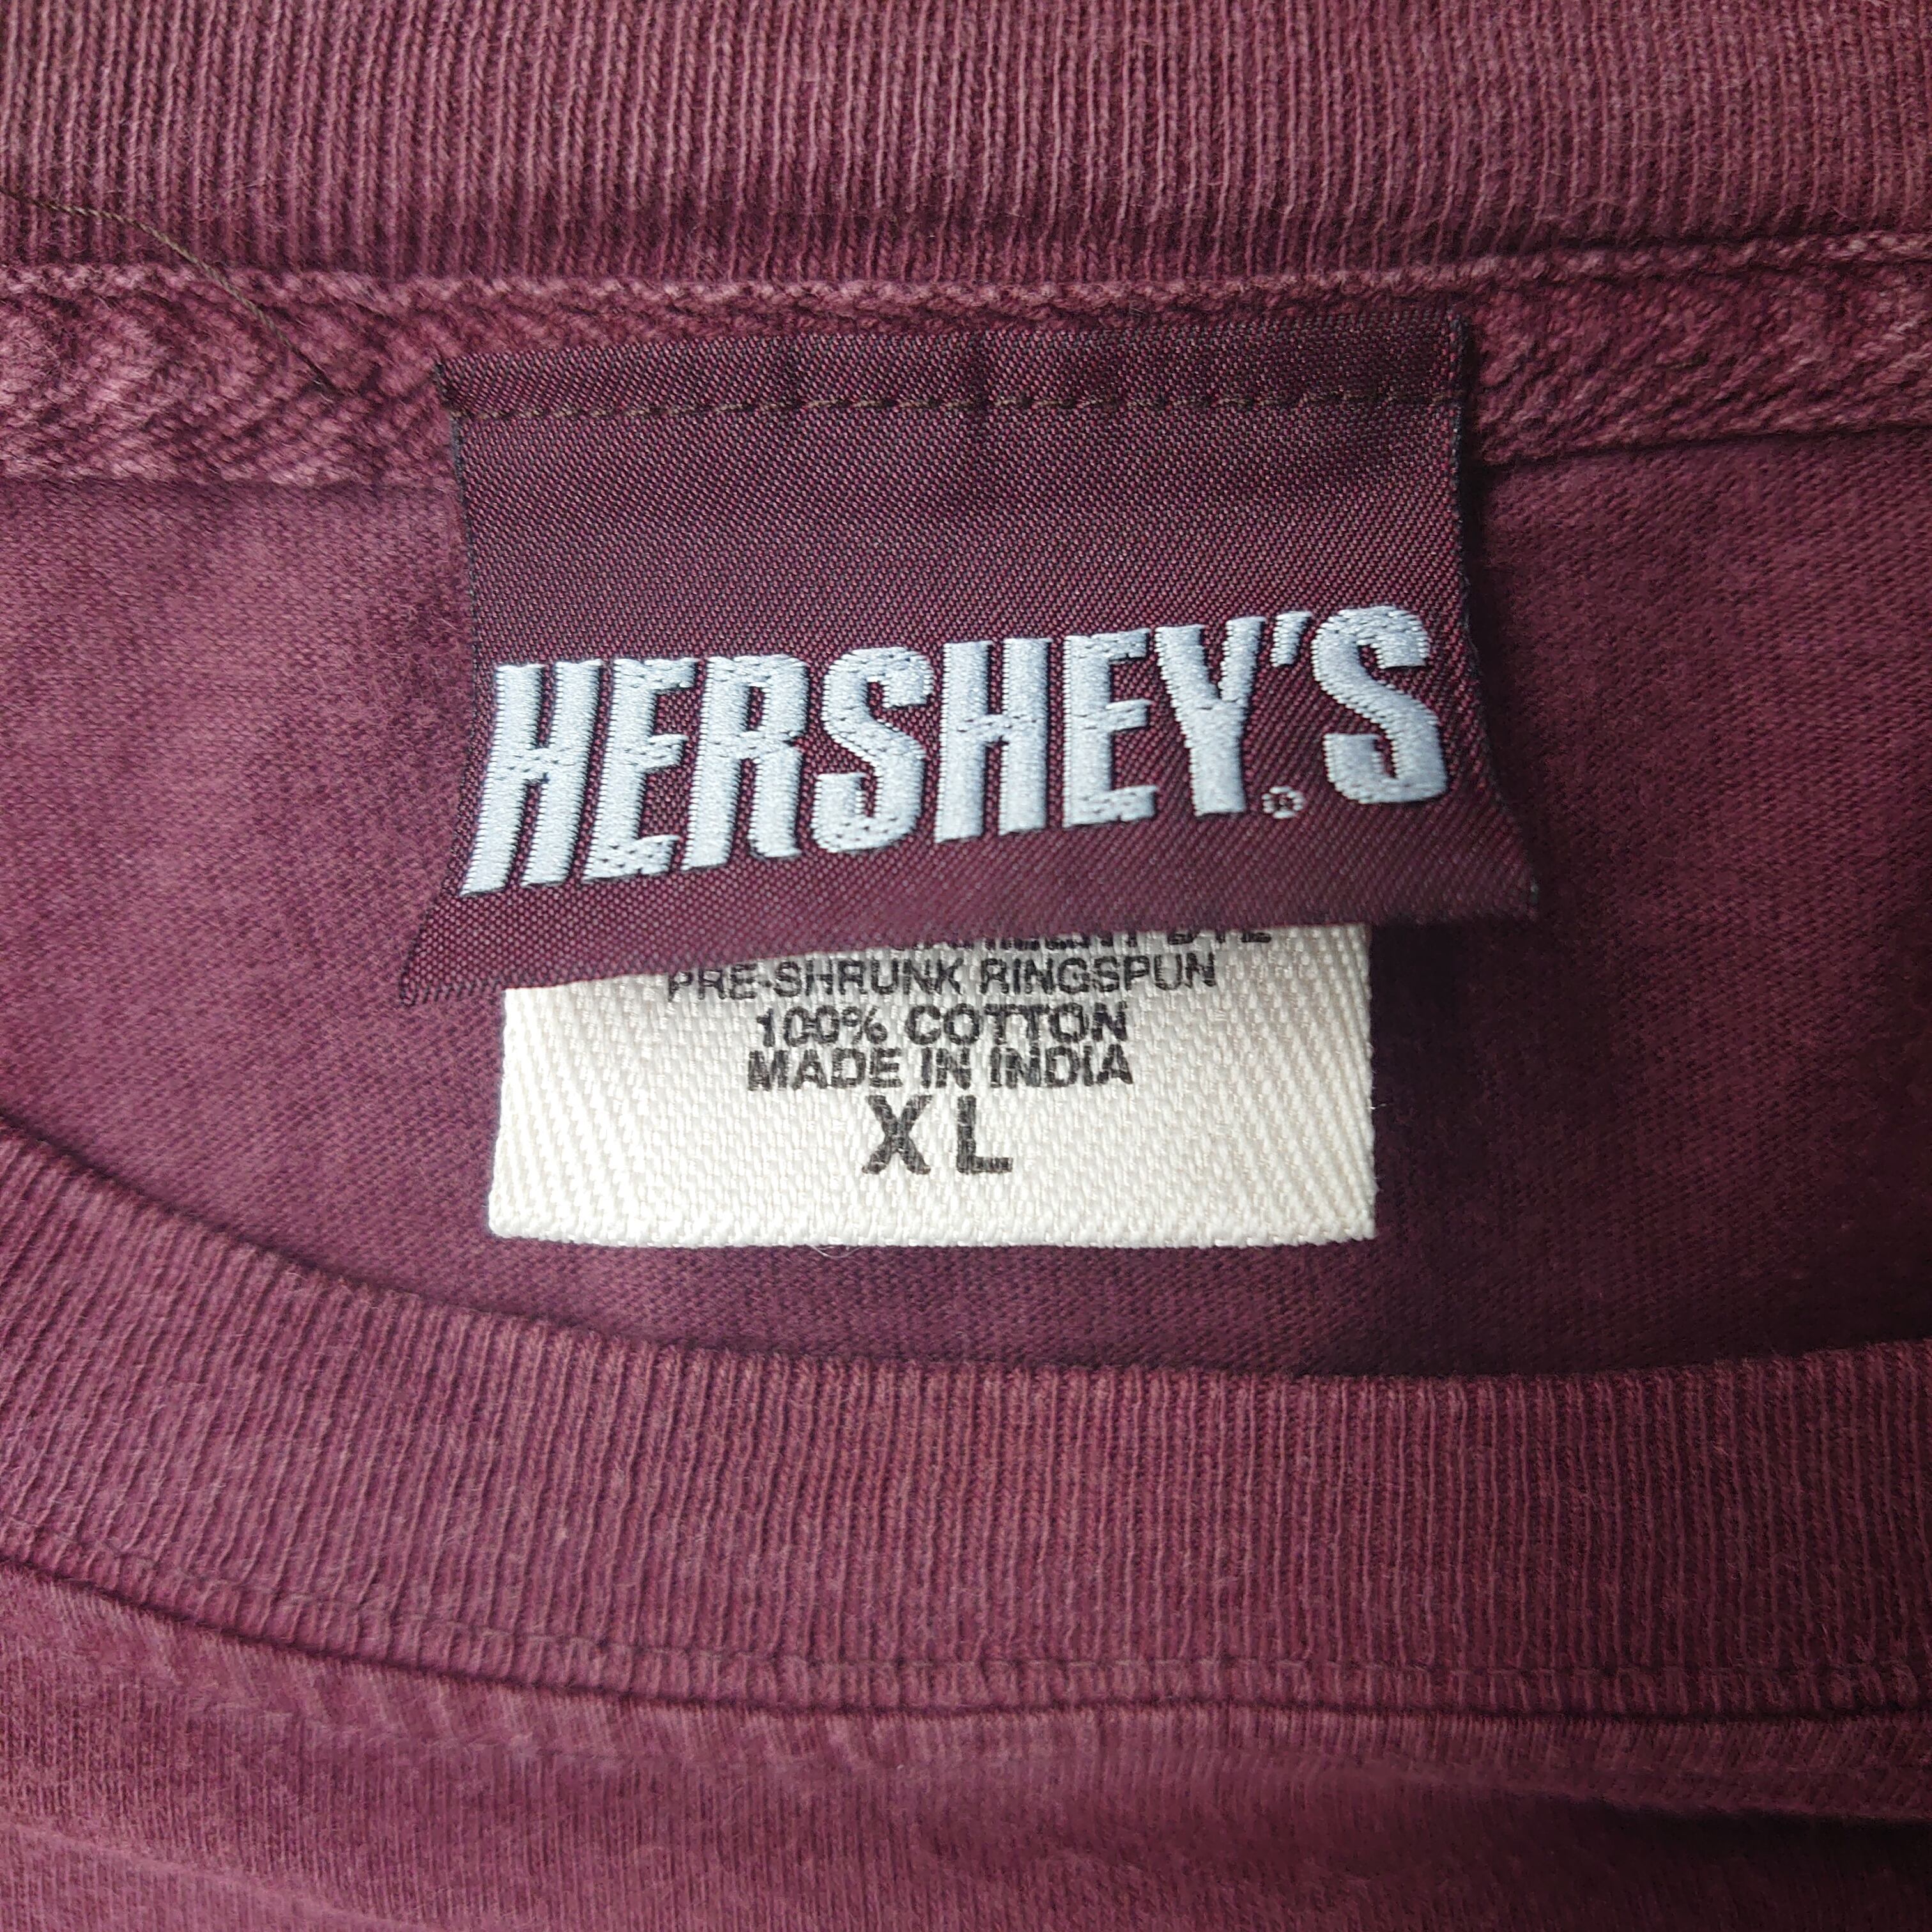 HERSHEY'S®
PRE-SHRUNK RINGSPUN
100% COTTON
MADE IN INDIA
XL